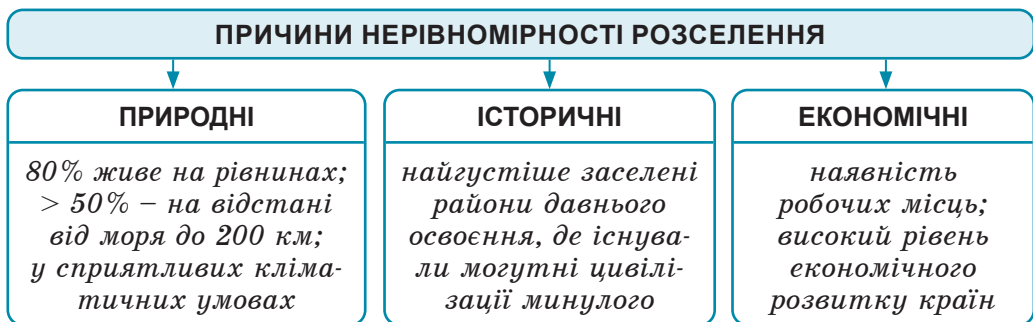 ПРИЧИНИ НЕРІВНОМІРНОСТІ РОЗСЕЛЕННЯ
ПРИРОДНІ
80% живе на рівнинах;
> 50% – на відстані
від моря до 200 км;
у сприятливих кліма-
тичних умовах
ІСТОРИЧНІ
найгустіше заселені
райони давнього
освоєння, де існува-
ли могутні цивілі-
зації минулого
ЕКОНОМІЧНІ
наявність
робочих місць;
високий рівень
економічного
розвитку країн